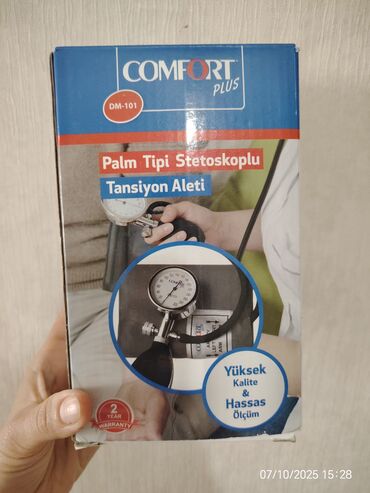 COMFORT
PLUS
DM-101
Palm Tipi Stetoskoplu
Tansiyon Aleti
COMFORT
Yüksek
Kalite
&
Hassas
Ölçüm
2
YEAR
WARRANTY
07/10/2025 15:28